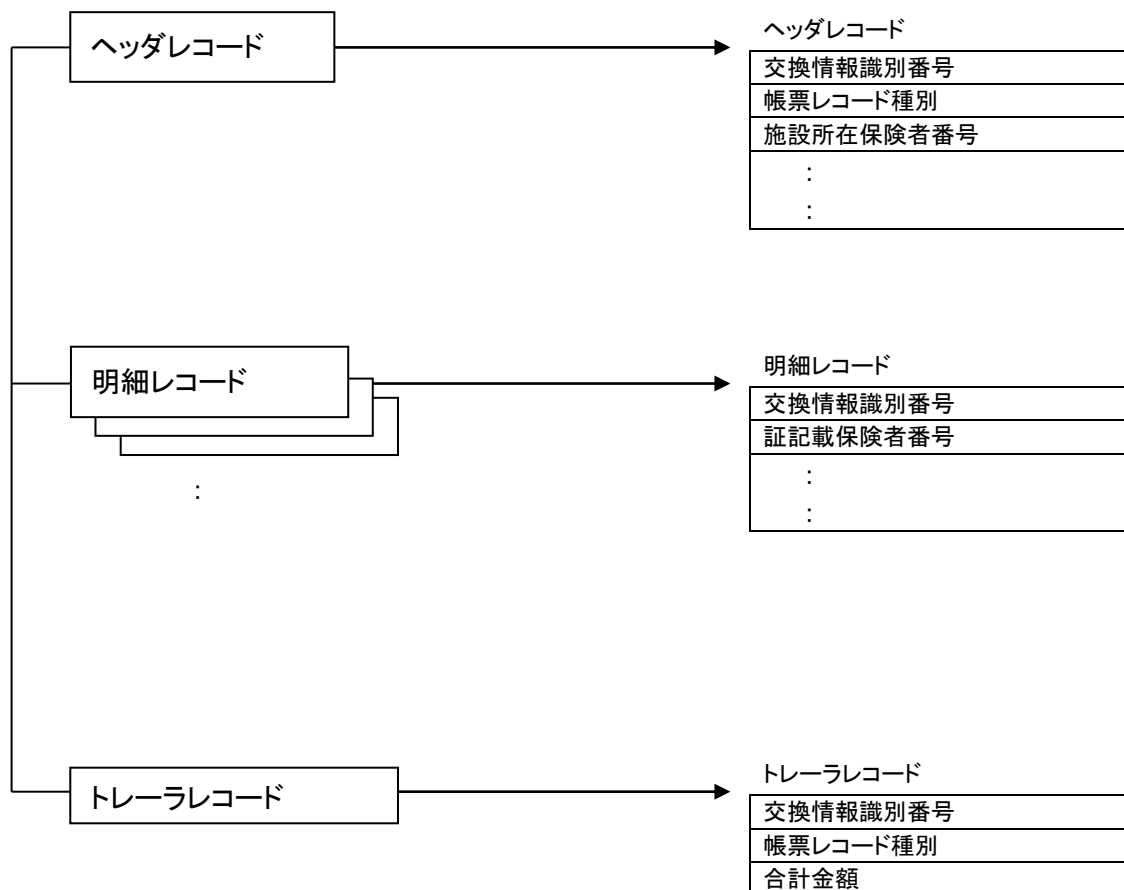 ヘッダレコード
ヘッダレコード
交換情報識別番号
帳票レコード種別
施設所在保険者番号
:
:
明細レコード
:
明細レコード
交換情報識別番号
証記載保険者番号
:
:
トレーラレコード
トレーラレコード
交換情報識別番号
帳票レコード種別
合計金額